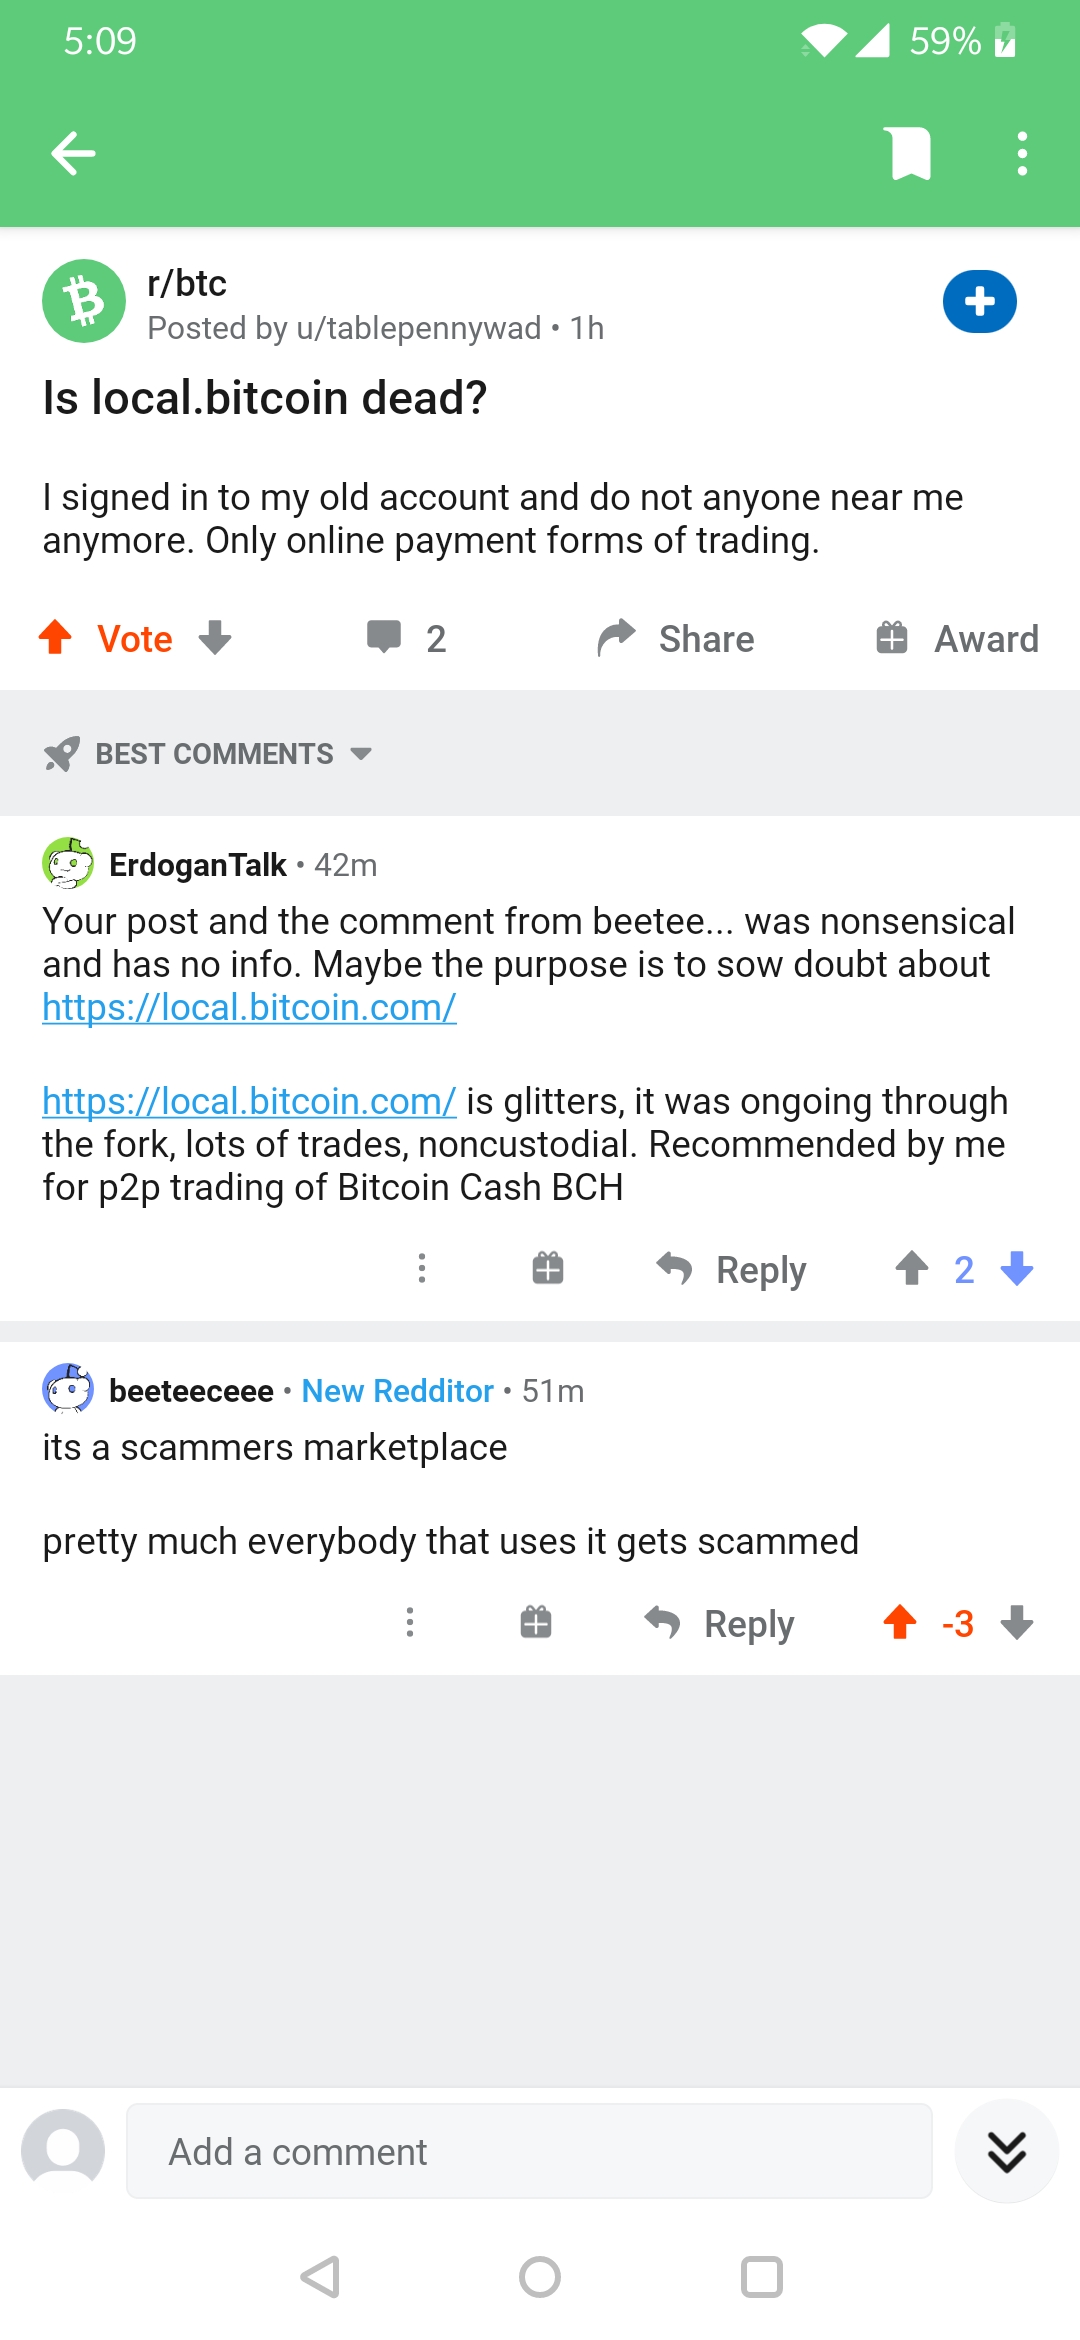 5:09
59%
r/btc
Posted by u/tablepennywad • 1h
Is local.bitcoin dead?
I signed in to my old account and do not anyone near me
anymore. Only online payment forms of trading.
Vote
2
Share
Award
BEST COMMENTS
ErdoganTalk • 42m
Your post and the comment from beetee... was nonsensical
and has no info. Maybe the purpose is to sow doubt about
https://local.bitcoin.com/
https://local.bitcoin.com/ is glitters, it was ongoing through
the fork, lots of trades, noncustodial. Recommended by me
for p2p trading of Bitcoin Cash BCH
Reply
2
beeteeceee • New Redditor • 51m
its a scammers marketplace
pretty much everybody that uses it gets scammed
Reply
-3
Add a comment